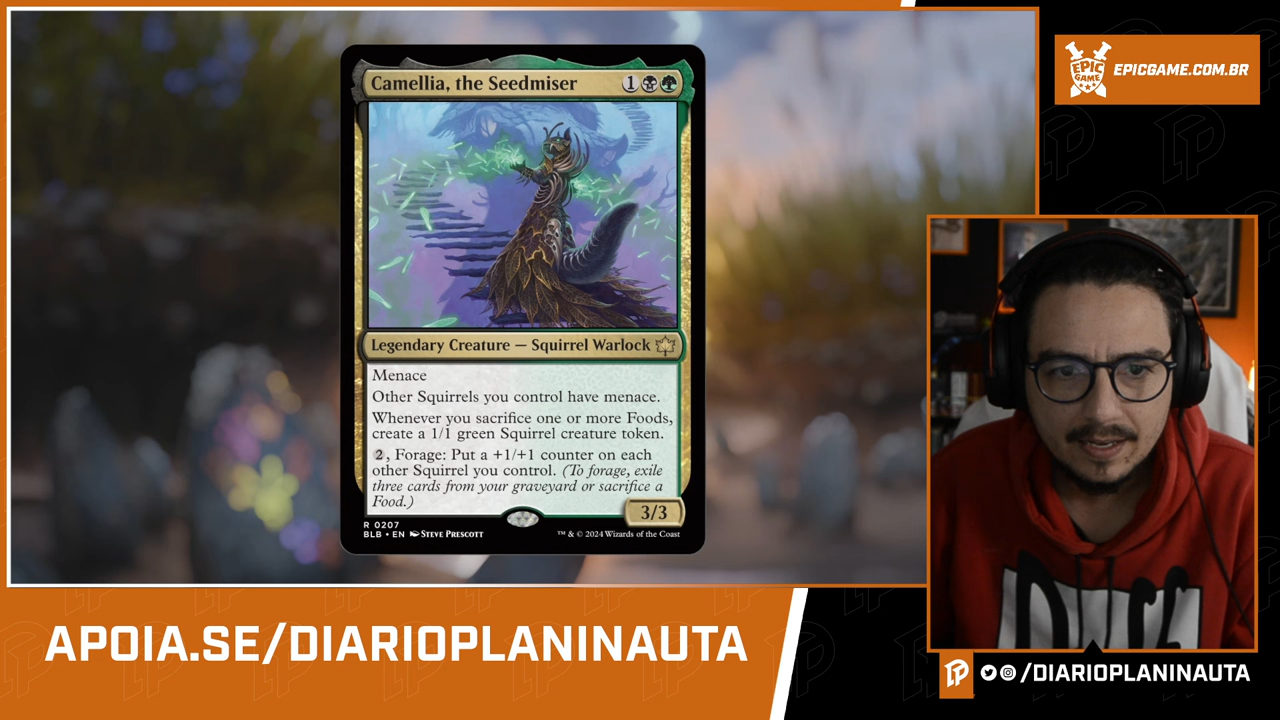 Camellia, the Seedmiser 1
Legendary Creature — Squirrel Warlock
Menace
Other Squirrels you control have menace.
Whenever you sacrifice one or more Foods,
create a 1/1 green Squirrel creature token.
2, Forage: Put a +1/+1 counter on each
other Squirrel you control. (To forage, exile
three cards from your graveyard or sacrifice a
Food.)
3/3
R 0207
BLB • EN STEVE PRESCOTT
™ & © 2024 Wizards of the Coast
EPIC
GAME
EPICGAME.COM.BR
APOIA.SE/DIARIOPLANINAUTA
/DIARIOPLANINAUTA